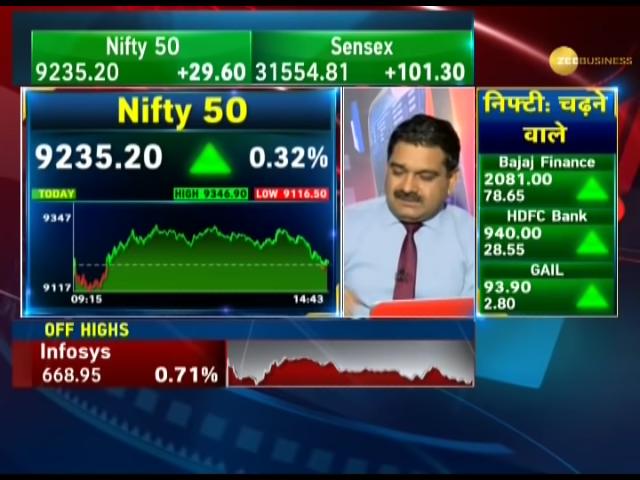 Nifty 50
9235.20 +29.60
Sensex
31554.81 +101.30
ZEEBUSINESS
Nifty 50
9235.20 0.32%
TODAY HIGH 9346.90 LOW 9116.50
9347
9117
09:15 14:43
निफ्टी: चढ़ने
वाले
Bajaj Finance
2081.00
78.65
HDFC Bank
940.00
28.55
GAIL
93.90
2.80
OFF HIGHS
Infosys
668.95 0.71%